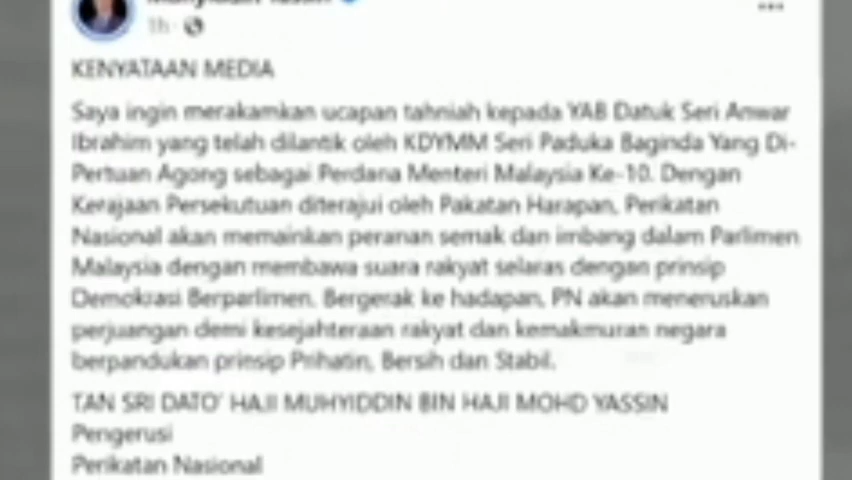 Muhyiddin Yassin
1h
KENYATAAN MEDIA
Saya ingin merakamkan ucapan tahniah kepada YAB Datuk Seri Anwar
Ibrahim yang telah dilantik oleh KDYMM Seri Paduka Baginda Yang Di-
Pertuan Agong sebagai Perdana Menteri Malaysia Ke-10. Dengan
Kerajaan Persekutuan diterajui oleh Pakatan Harapan, Perikatan
Nasional akan memainkan peranan semak dan imbang dalam Parlimen
Malaysia dengan membawa suara rakyat selaras dengan prinsip
Demokrasi Berparlimen. Bergerak ke hadapan, PN akan meneruskan
perjuangan demi kesejahteraan rakyat dan kemakmuran negara
berpandukan prinsip Prihatin, Bersih dan Stabil.
TAN SRI DATO' HAJI MUHYIDDIN BIN HAJI MOHD YASSIN
Pengerusi
Perikatan Nasional